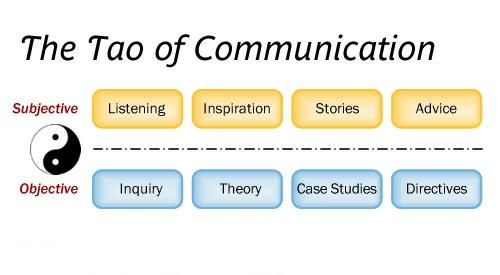 The Tao of Communication
Subjective
Listening
Inspiration
Stories
Advice
Objective
Inquiry
Theory
Case Studies
Directives